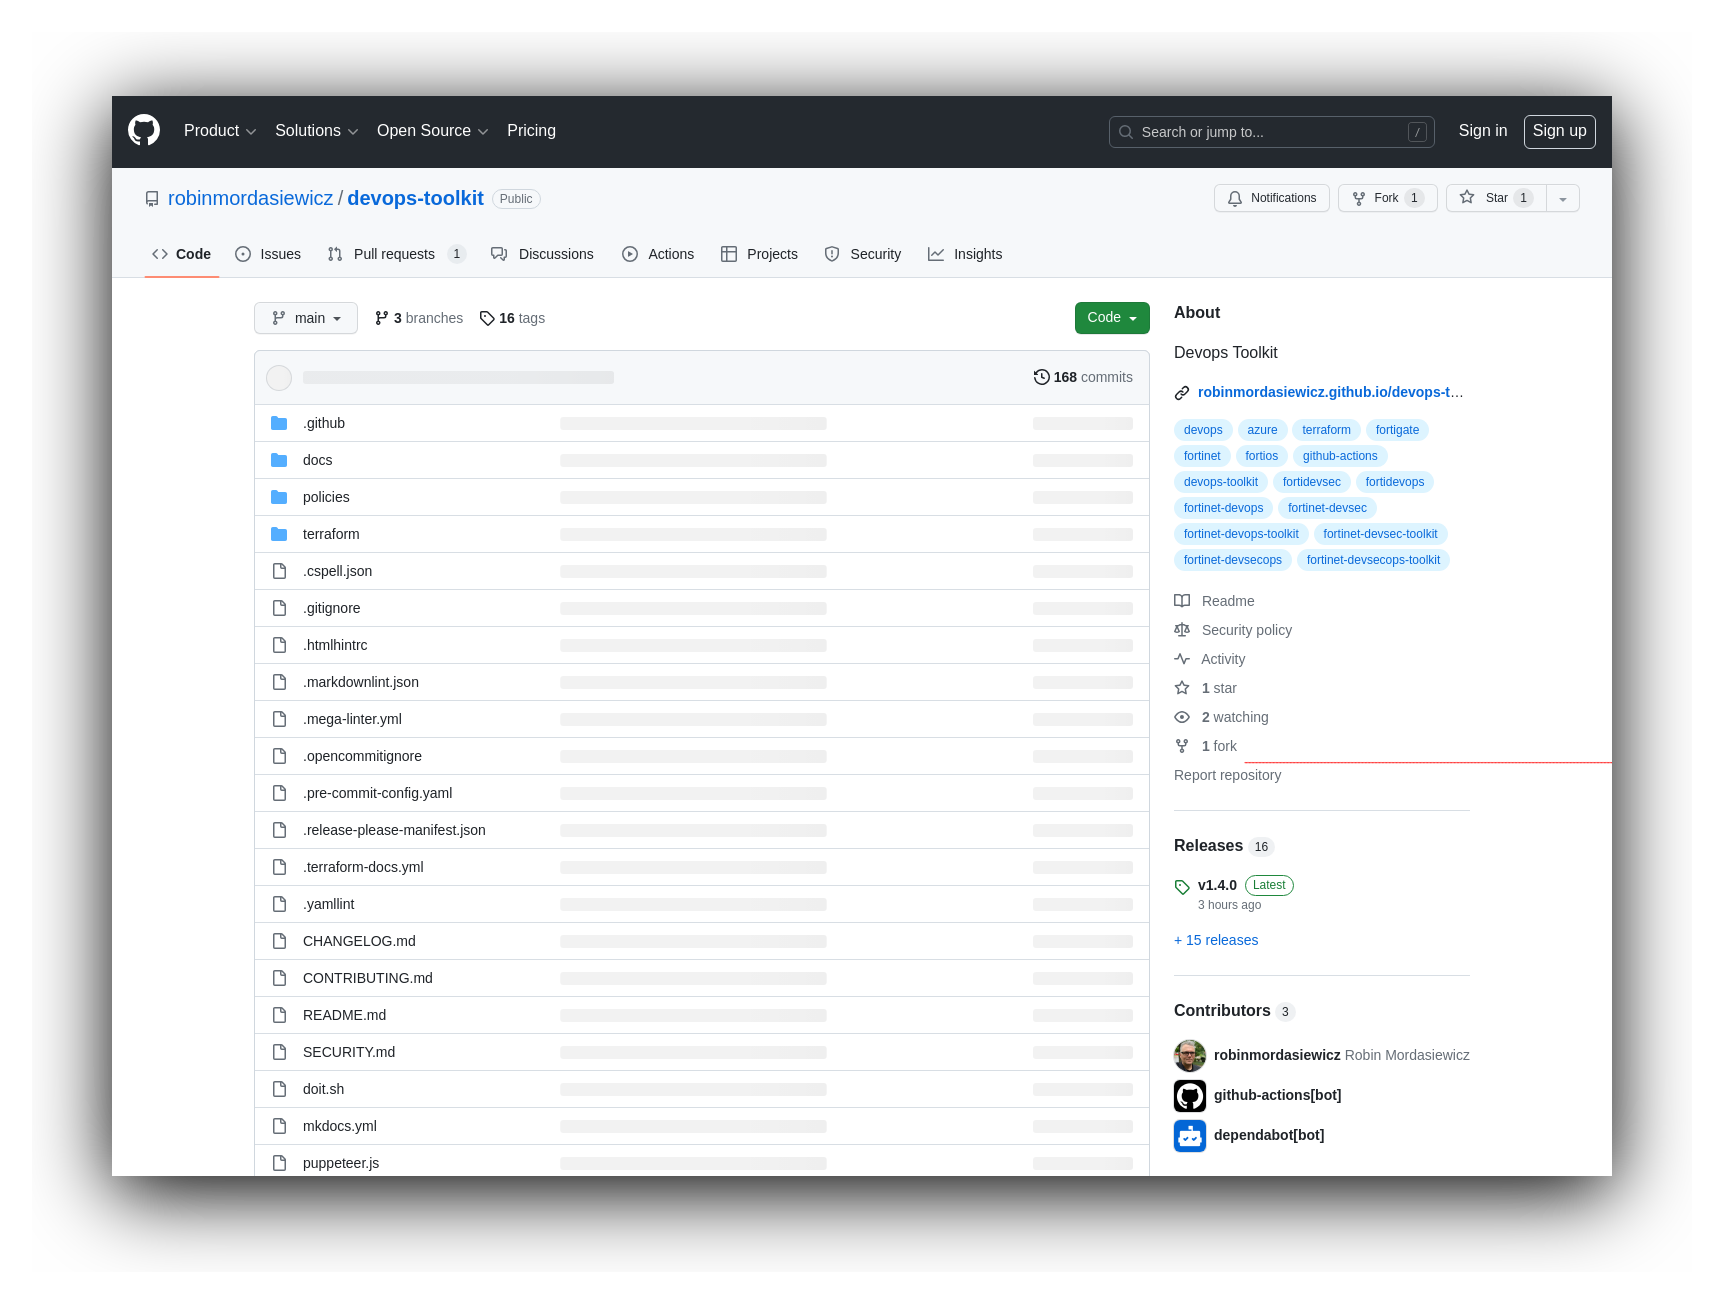 Product Solutions Open Source Pricing Search or jump to... / Sign in Sign up
robinmordasiewicz / devops-toolkit Public Notifications Fork 1 Star 1
Code Issues Pull requests 1 Discussions Actions Projects Security Insights
main 3 branches 16 tags Code
168 commits
.github
docs
policies
terraform
.cspell.json
.gitignore
.htmlhintrc
.markdownlint.json
.mega-linter.yml
.opencommitignore
.pre-commit-config.yaml
.release-please-manifest.json
.terraform-docs.yml
.yamllint
CHANGELOG.md
CONTRIBUTING.md
README.md
SECURITY.md
doit.sh
mkdocs.yml
puppeteer.js
About
Devops Toolkit
robinmordasiewicz.github.io/devops-t…
devops azure terraform fortigate
fortinet fortios github-actions
devops-toolkit fortidevsec fortidevops
fortinet-devops fortinet-devsec
fortinet-devops-toolkit fortinet-devsec-toolkit
fortinet-devsecops fortinet-devsecops-toolkit
Readme
Security policy
Activity
1 star
2 watching
1 fork
Report repository
Releases 16
v1.4.0 Latest
3 hours ago
+ 15 releases
Contributors 3
robinmordasiewicz Robin Mordasiewicz
github-actions[bot]
dependabot[bot]